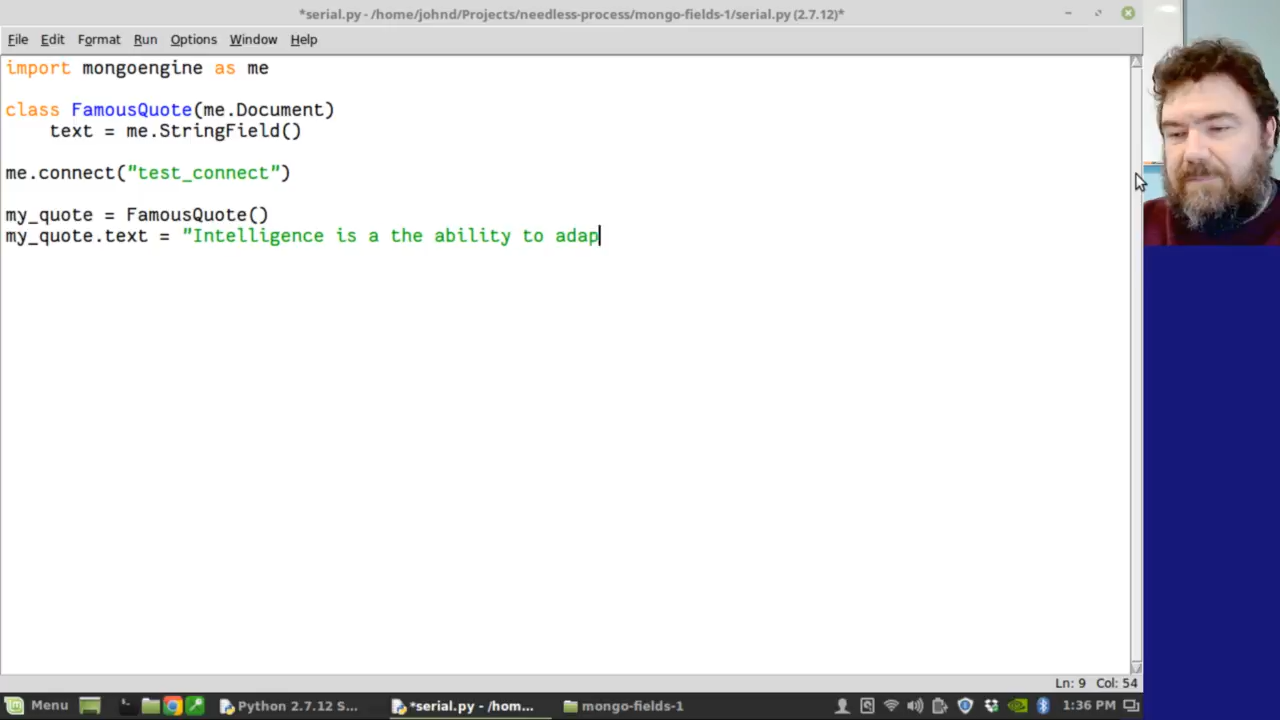 *serial.py - /home/johnd/Projects/needless-process/mongo-fields-1/serial.py (2.7.12)*
File Edit Format Run Options Window Help
import mongoengine as me
class FamousQuote(me.Document)
    text = me.StringField()
me.connect("test_connect")
my_quote = FamousQuote()
my_quote.text = "Intelligence is a the ability to adap
Ln: 9 Col: 54
Menu Python 2.7.12 S... *serial.py - /hom... mongo-fields-1 1:36 PM